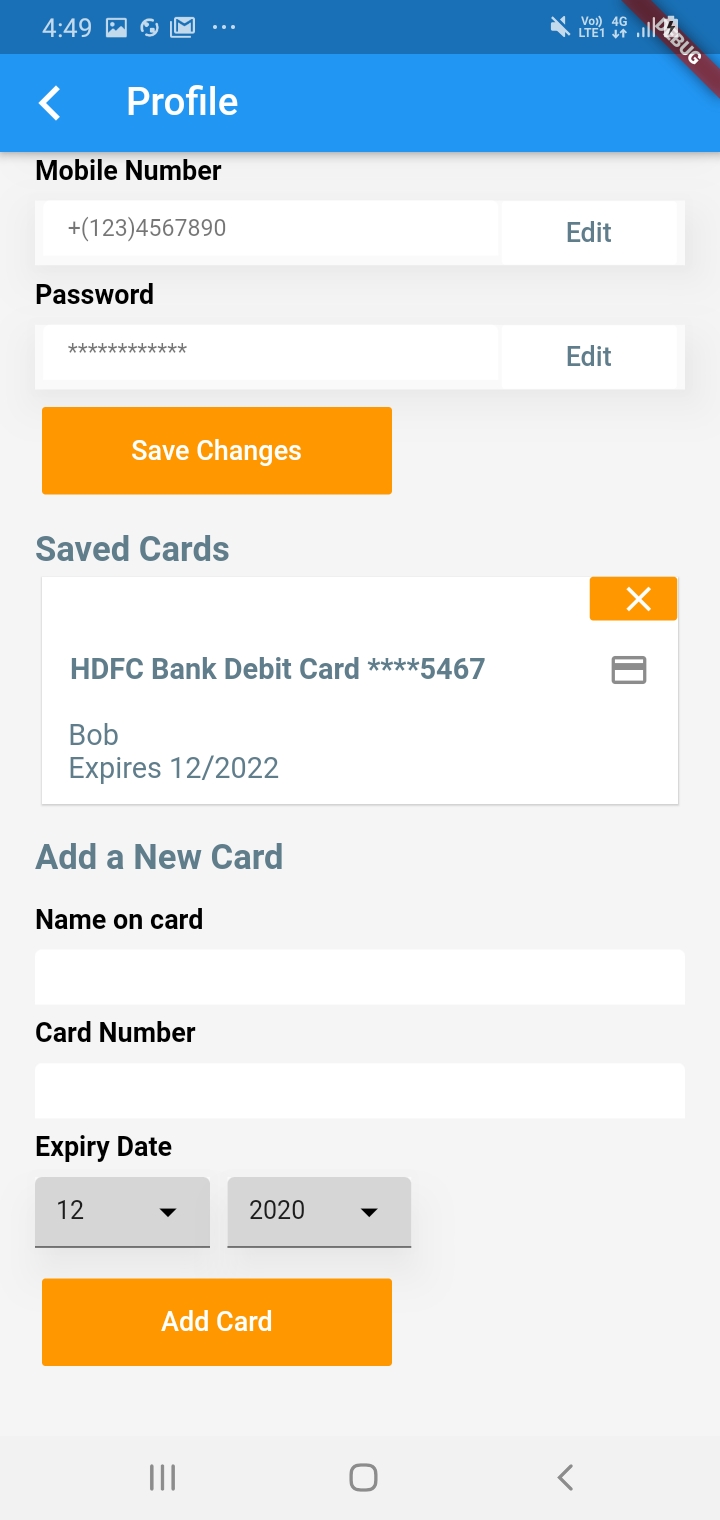 4:49 Vo)) LTE1 4G DEBUG
Profile
Mobile Number
+(123)4567890 Edit
Password
************ Edit
Save Changes
Saved Cards
HDFC Bank Debit Card ****5467
Bob
Expires 12/2022
Add a New Card
Name on card
Card Number
Expiry Date
12 2020
Add Card